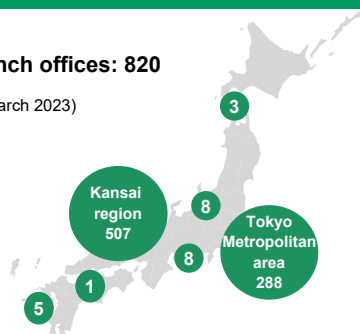 nch offices: 820
arch 2023)
3
Kansai
region
507
8
Tokyo
Metropolitan
area
288
8
1
5